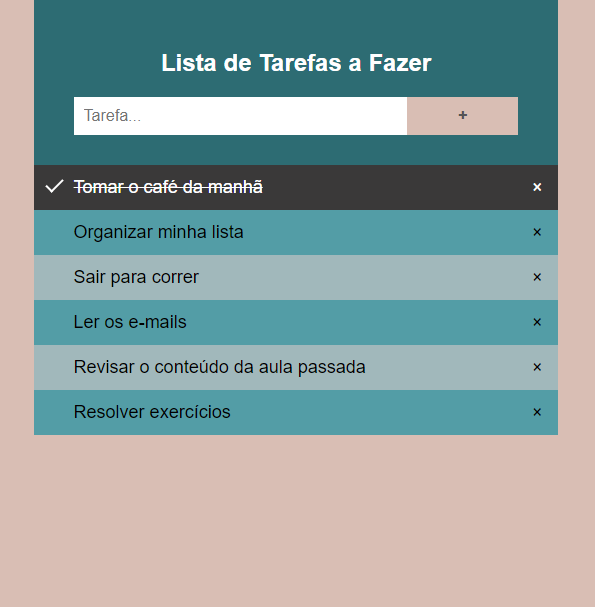 Lista de Tarefas a Fazer
Tarefa... +
Tomar o café da manhã ×
Organizar minha lista ×
Sair para correr ×
Ler os e-mails ×
Revisar o conteúdo da aula passada ×
Resolver exercícios ×